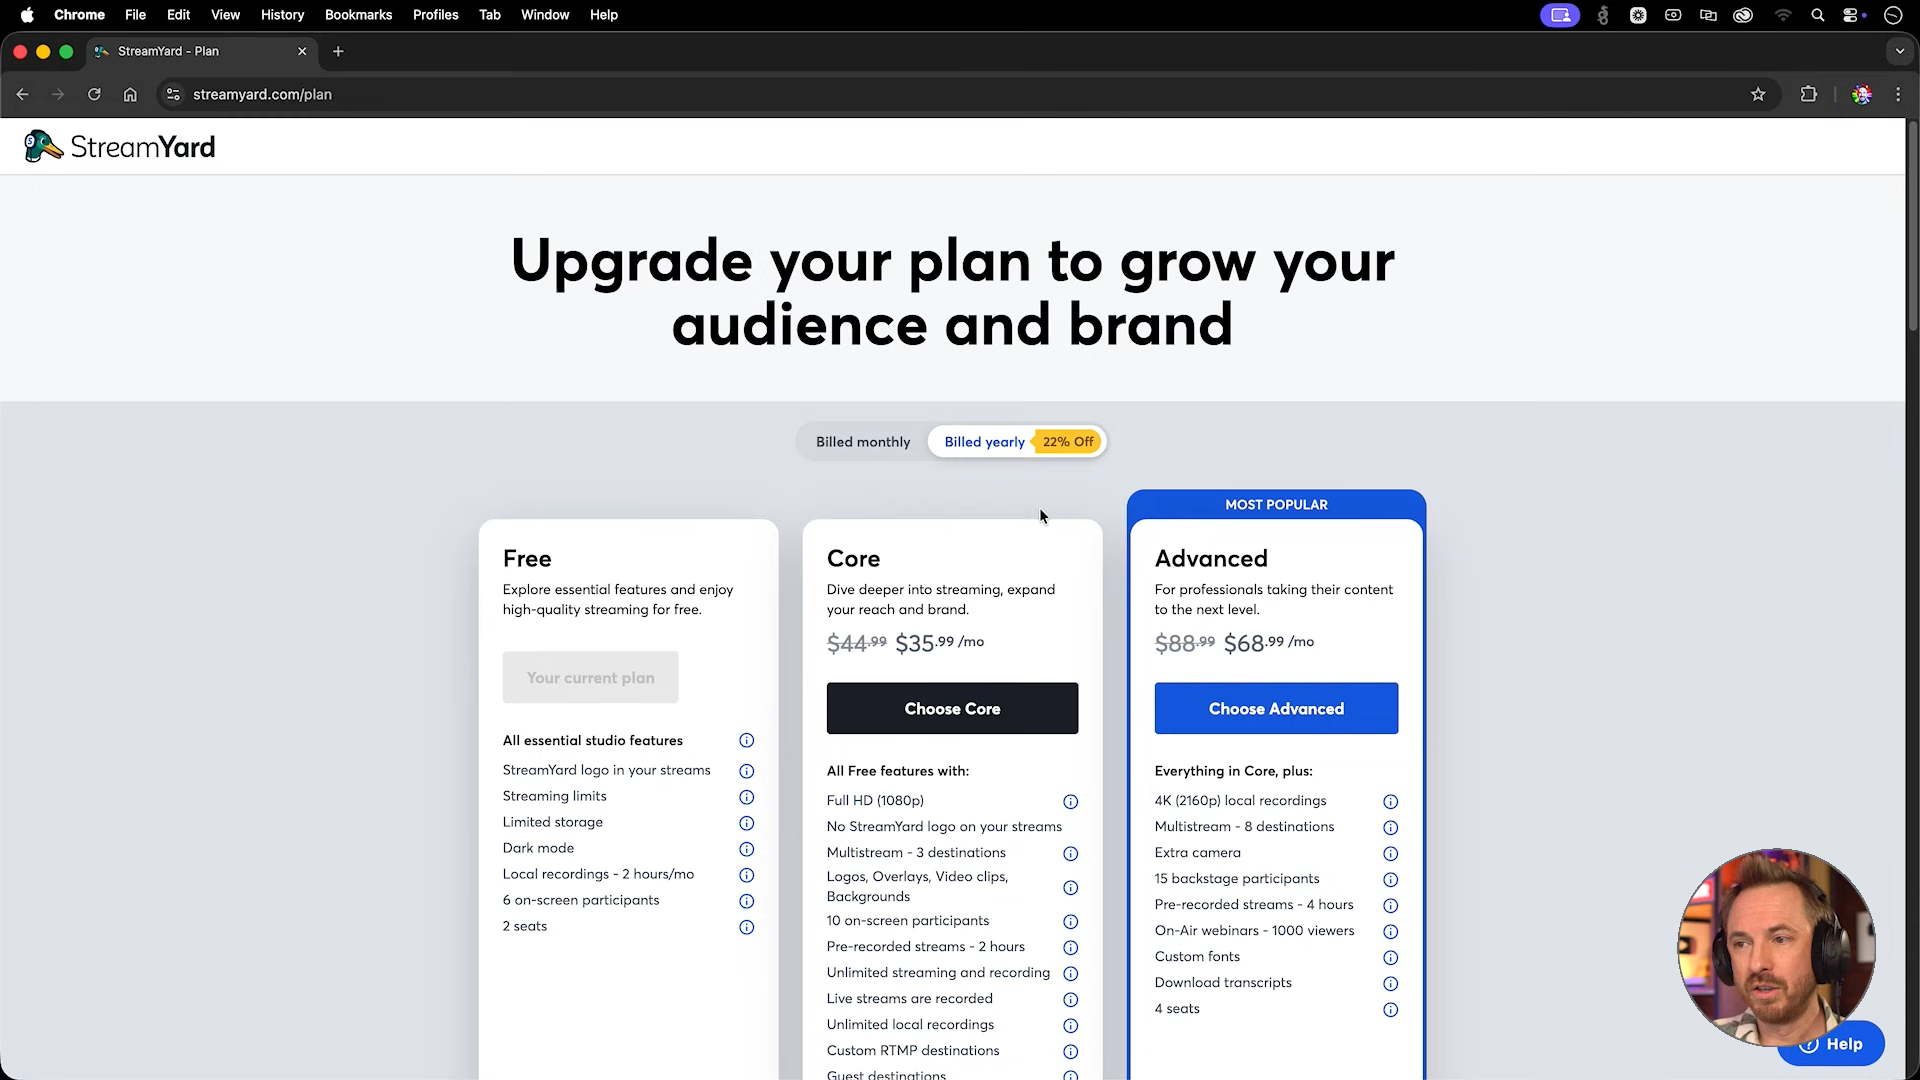 Chrome File Edit View History Bookmarks Profiles Tab Window Help
StreamYard - Plan
streamyard.com/plan
StreamYard
Upgrade your plan to grow your
audience and brand
Billed monthly
Billed yearly
22% Off
Free
Explore essential features and enjoy
high-quality streaming for free.
Your current plan
All essential studio features
StreamYard logo in your streams
Streaming limits
Limited storage
Dark mode
Local recordings - 2 hours/mo
6 on-screen participants
2 seats
Core
Dive deeper into streaming, expand
your reach and brand.
$44.99 $35.99 /mo
Choose Core
All Free features with:
Full HD (1080p)
No StreamYard logo on your streams
Multistream - 3 destinations
Logos, Overlays, Video clips,
Backgrounds
10 on-screen participants
Pre-recorded streams - 2 hours
Unlimited streaming and recording
Live streams are recorded
Unlimited local recordings
Custom RTMP destinations
Guest destinations
MOST POPULAR
Advanced
For professionals taking their content
to the next level.
$88.99 $68.99 /mo
Choose Advanced
Everything in Core, plus:
4K (2160p) local recordings
Multistream - 8 destinations
Extra camera
15 backstage participants
Pre-recorded streams - 4 hours
On-Air webinars - 1000 viewers
Custom fonts
Download transcripts
4 seats
Help